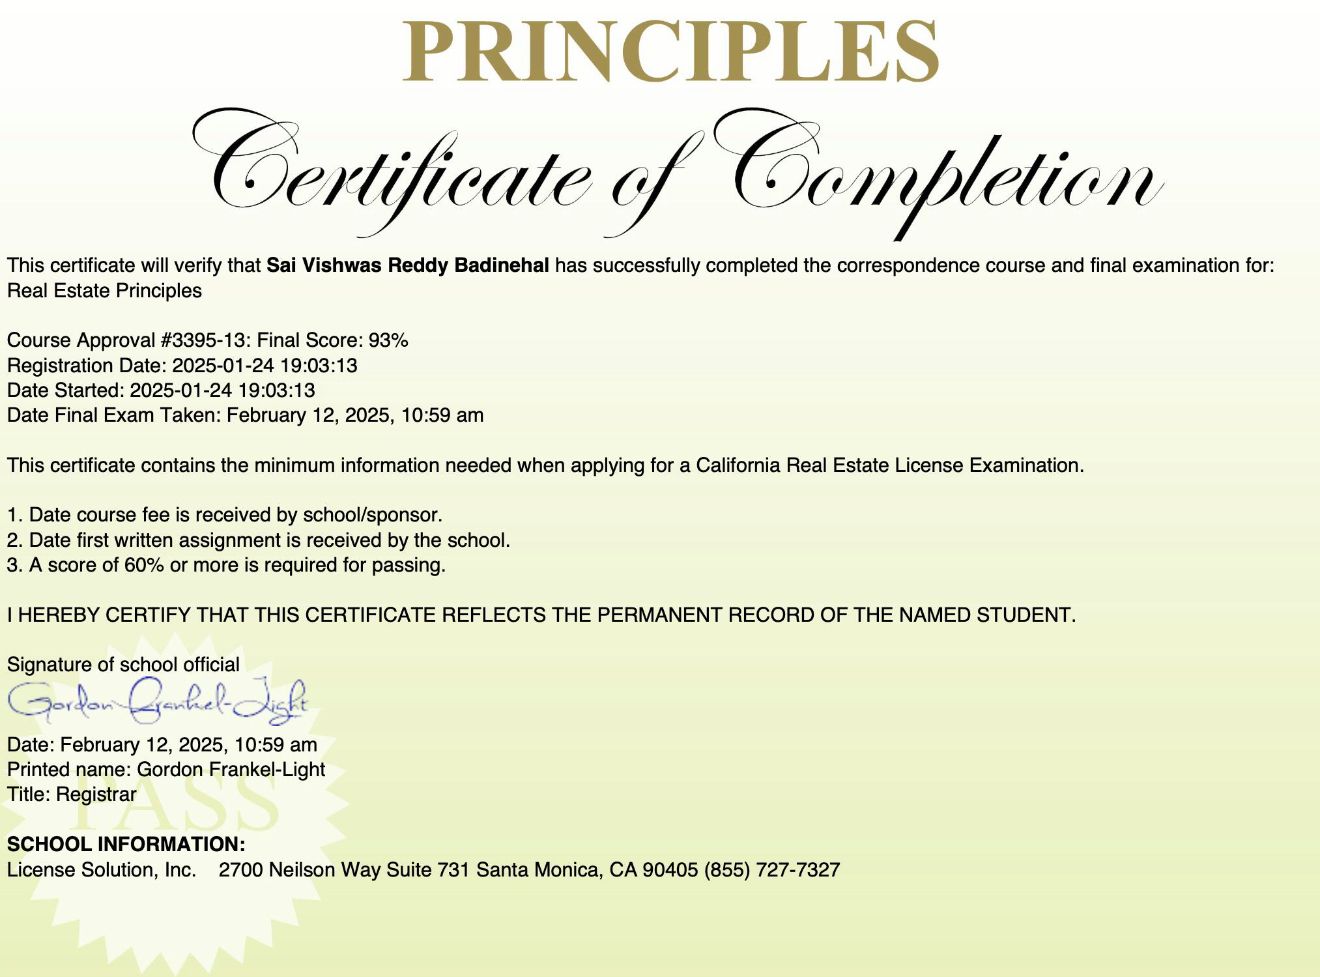 PRINCIPLES
Certificate of Completion
This certificate will verify that Sai Vishwas Reddy Badinehal has successfully completed the correspondence course and final examination for:
Real Estate Principles
Course Approval #3395-13: Final Score: 93%
Registration Date: 2025-01-24 19:03:13
Date Started: 2025-01-24 19:03:13
Date Final Exam Taken: February 12, 2025, 10:59 am
This certificate contains the minimum information needed when applying for a California Real Estate License Examination.
1. Date course fee is received by school/sponsor.
2. Date first written assignment is received by the school.
3. A score of 60% or more is required for passing.
I HEREBY CERTIFY THAT THIS CERTIFICATE REFLECTS THE PERMANENT RECORD OF THE NAMED STUDENT.
Signature of school official
Gordon Frankel-Light
Date: February 12, 2025, 10:59 am
Printed name: Gordon Frankel-Light
Title: Registrar
PASS
SCHOOL INFORMATION:
License Solution, Inc. 2700 Neilson Way Suite 731 Santa Monica, CA 90405 (855) 727-7327